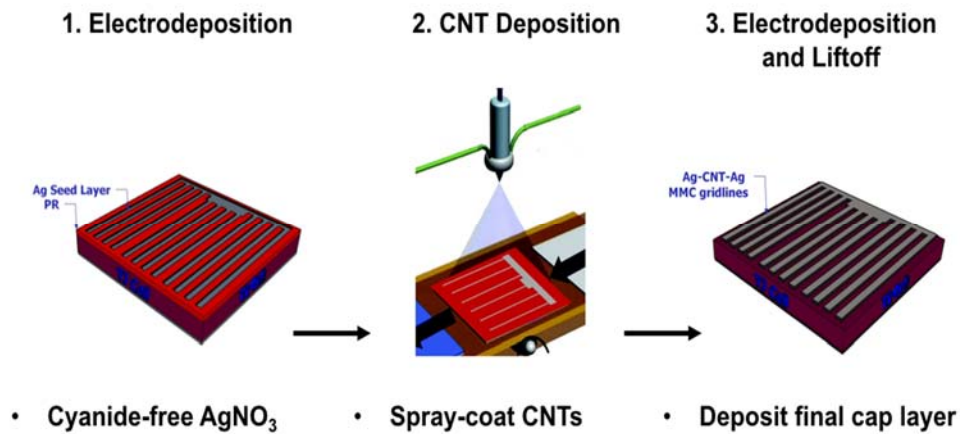 1. Electrodeposition
2. CNT Deposition
3. Electrodeposition
and Liftoff
Ag Seed Layer
PR
Ag-CNT-Ag
MMC gridlines
• Cyanide-free AgNO₃
• Spray-coat CNTs
• Deposit final cap layer